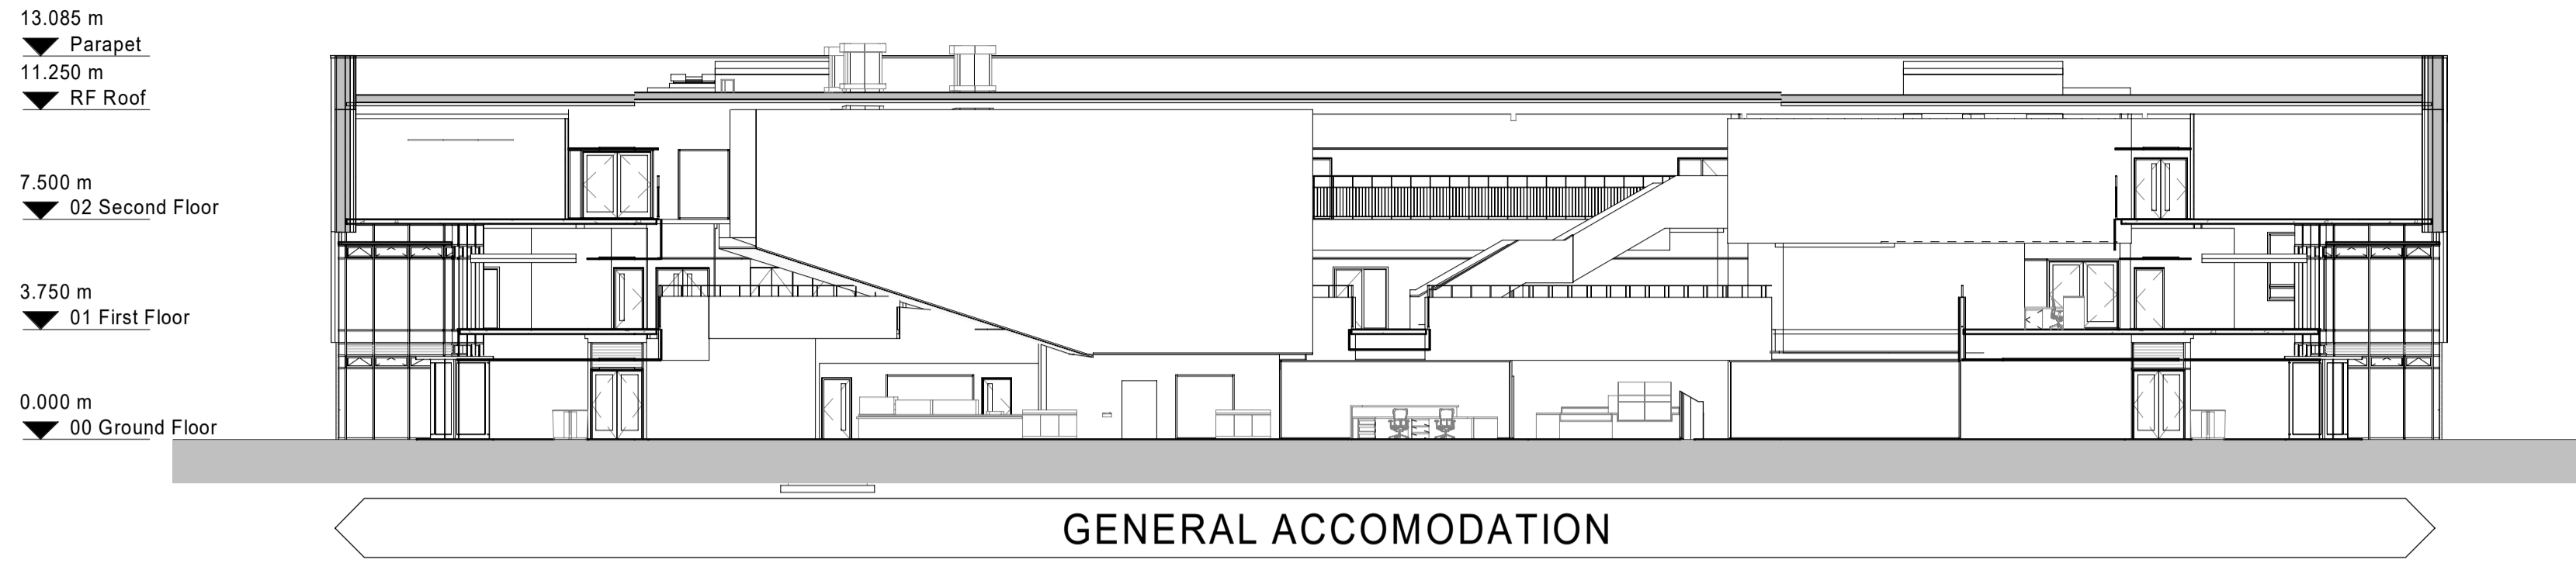 13.085 m
Parapet
11.250 m
RF Roof
7.500 m
02 Second Floor
3.750 m
01 First Floor
0.000 m
00 Ground Floor
GENERAL ACCOMODATION